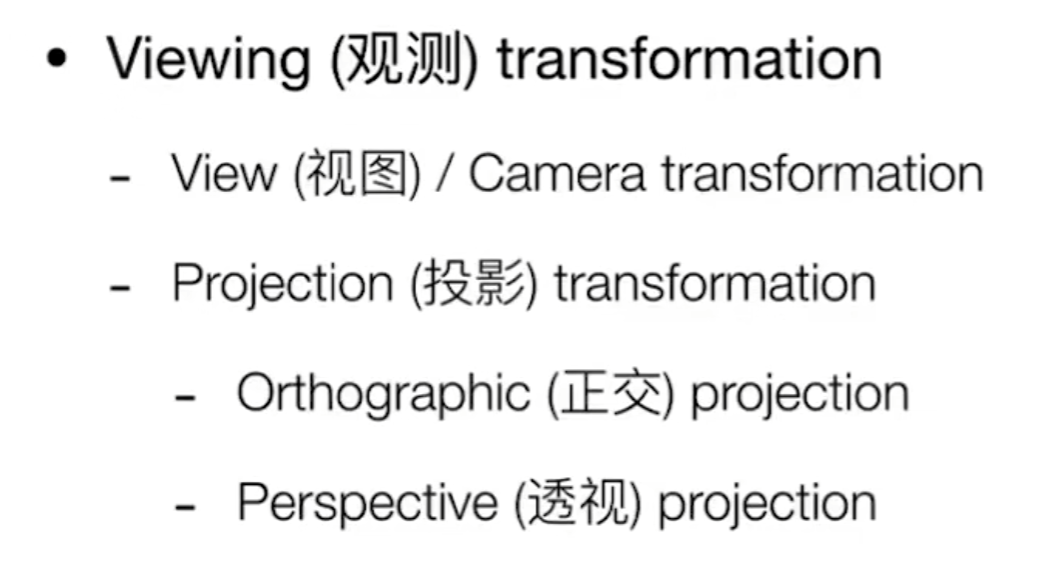 • Viewing (观测) transformation
- View (视图) / Camera transformation
- Projection (投影) transformation
- Orthographic (正交) projection
- Perspective (透视) projection